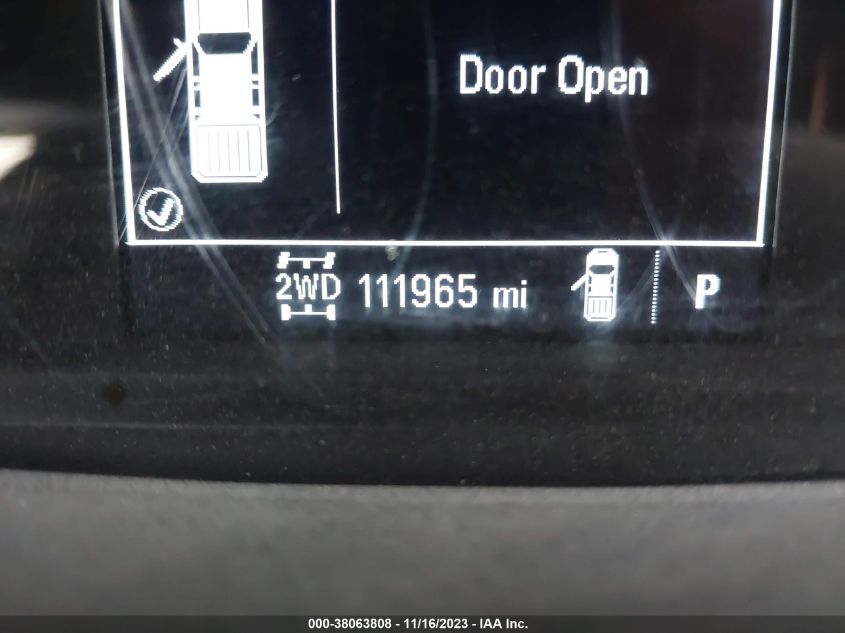 Door Open
2WD 111965 mi P
000-38063808 - 11/16/2023 - IAA Inc.